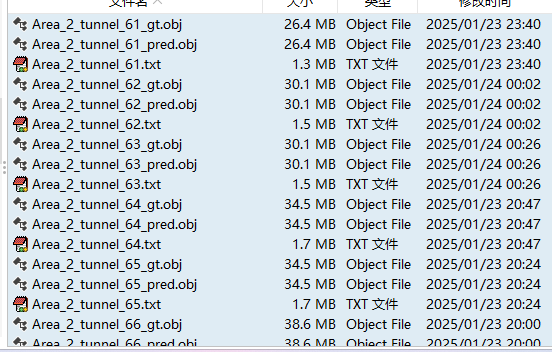 文件名 大小 类型 修改时间
Area_2_tunnel_61_gt.obj 26.4 MB Object File 2025/01/23 23:40
Area_2_tunnel_61_pred.obj 26.4 MB Object File 2025/01/23 23:40
Area_2_tunnel_61.txt 1.3 MB TXT 文件 2025/01/23 23:40
Area_2_tunnel_62_gt.obj 30.1 MB Object File 2025/01/24 00:02
Area_2_tunnel_62_pred.obj 30.1 MB Object File 2025/01/24 00:02
Area_2_tunnel_62.txt 1.5 MB TXT 文件 2025/01/24 00:02
Area_2_tunnel_63_gt.obj 30.1 MB Object File 2025/01/24 00:26
Area_2_tunnel_63_pred.obj 30.1 MB Object File 2025/01/24 00:26
Area_2_tunnel_63.txt 1.5 MB TXT 文件 2025/01/24 00:26
Area_2_tunnel_64_gt.obj 34.5 MB Object File 2025/01/23 20:47
Area_2_tunnel_64_pred.obj 34.5 MB Object File 2025/01/23 20:47
Area_2_tunnel_64.txt 1.7 MB TXT 文件 2025/01/23 20:47
Area_2_tunnel_65_gt.obj 34.5 MB Object File 2025/01/23 20:24
Area_2_tunnel_65_pred.obj 34.5 MB Object File 2025/01/23 20:24
Area_2_tunnel_65.txt 1.7 MB TXT 文件 2025/01/23 20:24
Area_2_tunnel_66_gt.obj 38.6 MB Object File 2025/01/23 20:00
Area_2_tunnel_66_pred.obj 38.6 MB Object File 2025/01/23 20:00